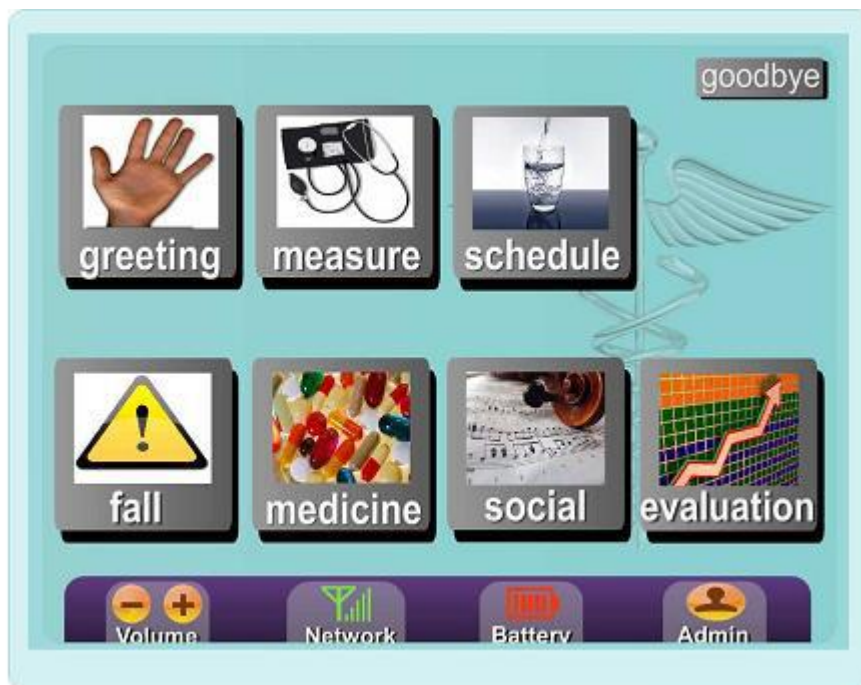 goodbye
greeting measure schedule
fall medicine social evaluation
Volume Network Battery Admin